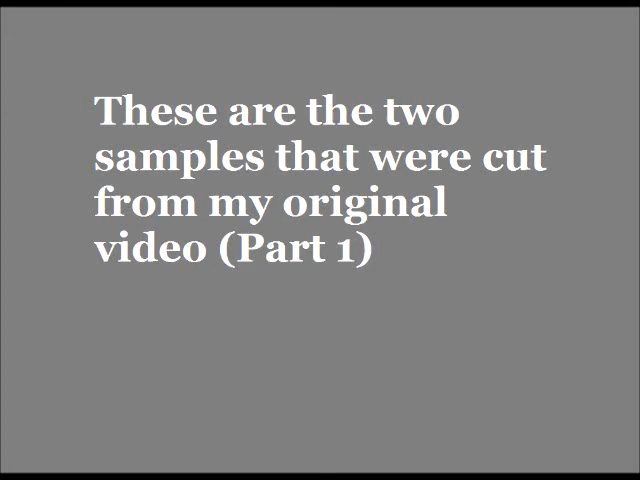 These are the two
samples that were cut
from my original
video (Part 1)